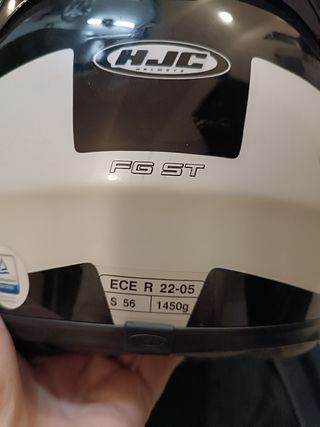 HJC
HELMETS
FG ST
ECE R 22-05
S 56 1450g